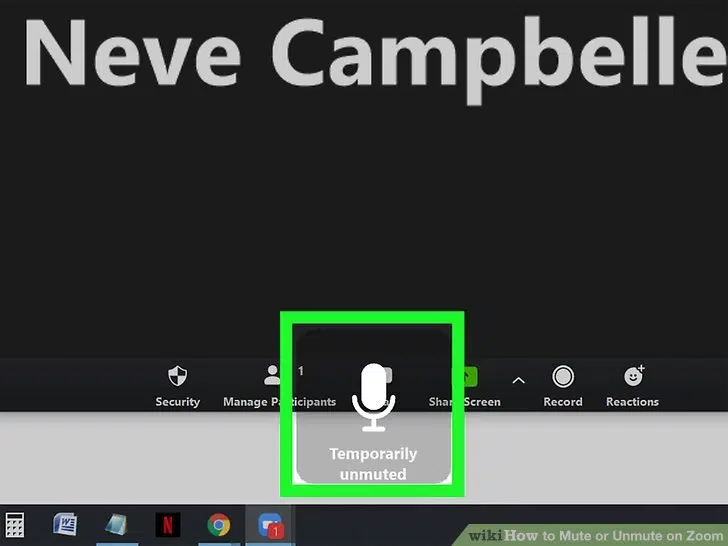 Neve Campbelle
1
Security
Manage Participants
Share Screen
Record
Reactions
Temporarily
unmuted
W
N
1
wikiHow to Mute or Unmute on Zoom